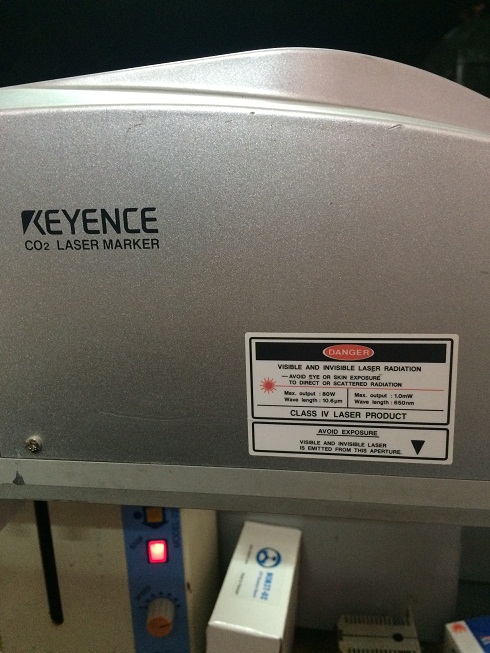 KEYENCE
CO2 LASER MARKER
DANGER
VISIBLE AND INVISIBLE LASER RADIATION
—AVOID EYE OR SKIN EXPOSURE
TO DIRECT OR SCATTERED RADIATION
Max. output : 80W
Wave length : 10.6μm
Max. output : 1.0mW
Wave length : 650nm
CLASS IV LASER PRODUCT
AVOID EXPOSURE
VISIBLE AND INVISIBLE LASER
IS EMITTED FROM THIS APERTURE.